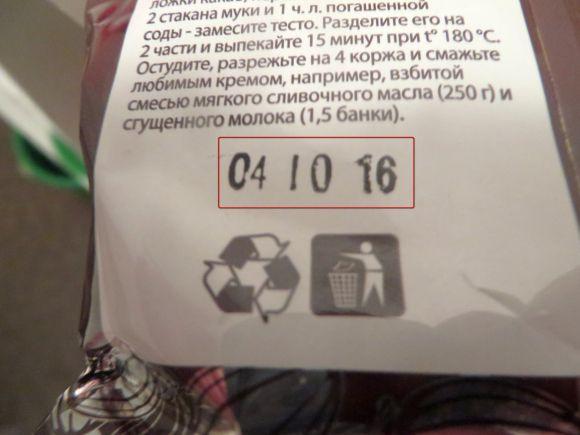 2 стакана муки и 1 ч. л. погашенной
соды - замесите тесто. Разделите его на
2 части и выпекайте 15 минут при t° 180 °C.
Остудите, разрежьте на 4 коржа и смажьте
любимым кремом, например, взбитой
смесью мягкого сливочного масла (250 г) и
сгущенного молока (1,5 банки).
04 10 16